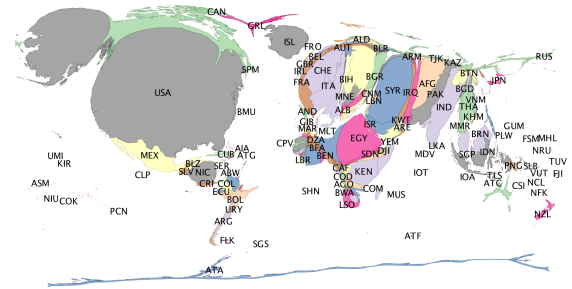 CAN
GRL
ISL
ALD
FRO
AUT
BLR
BEL
ARM
TJK
KAZ
RUS
GBR
IRL
CHE
SPM
BTN
JPN
FRA
ITA
BIH
BGR
SYR
IRQ
AFG
PAK
BGD
USA
MNE
CNM
LBN
IND
VNM
BMU
AND
ALB
THA
GIB
ISR
KWT
KHM
MAR
MLT
ARE
MMR
GUM
CPV
DZA
EGY
YEM
BRN
PLW
FSM
MHL
BFA
LKA
NRU
UMI
MEX
BLZ
CUB
AIA
ATG
LBR
BEN
SDN
DJI
MDV
SGP
IDN
KIR
SER
TUV
CLP
SLV
NIC
ABW
CAF
KEN
IOT
IOA
TLS
PNG
SLB
VUT
FJI
ASM
CRI
COL
COD
ATC
CSI
NCL
ECU
AGO
COM
NIU
COK
BOL
SHN
BWA
MUS
NFK
PCN
URY
LSO
NZL
ARG
FLK
SGS
ATF
ATA